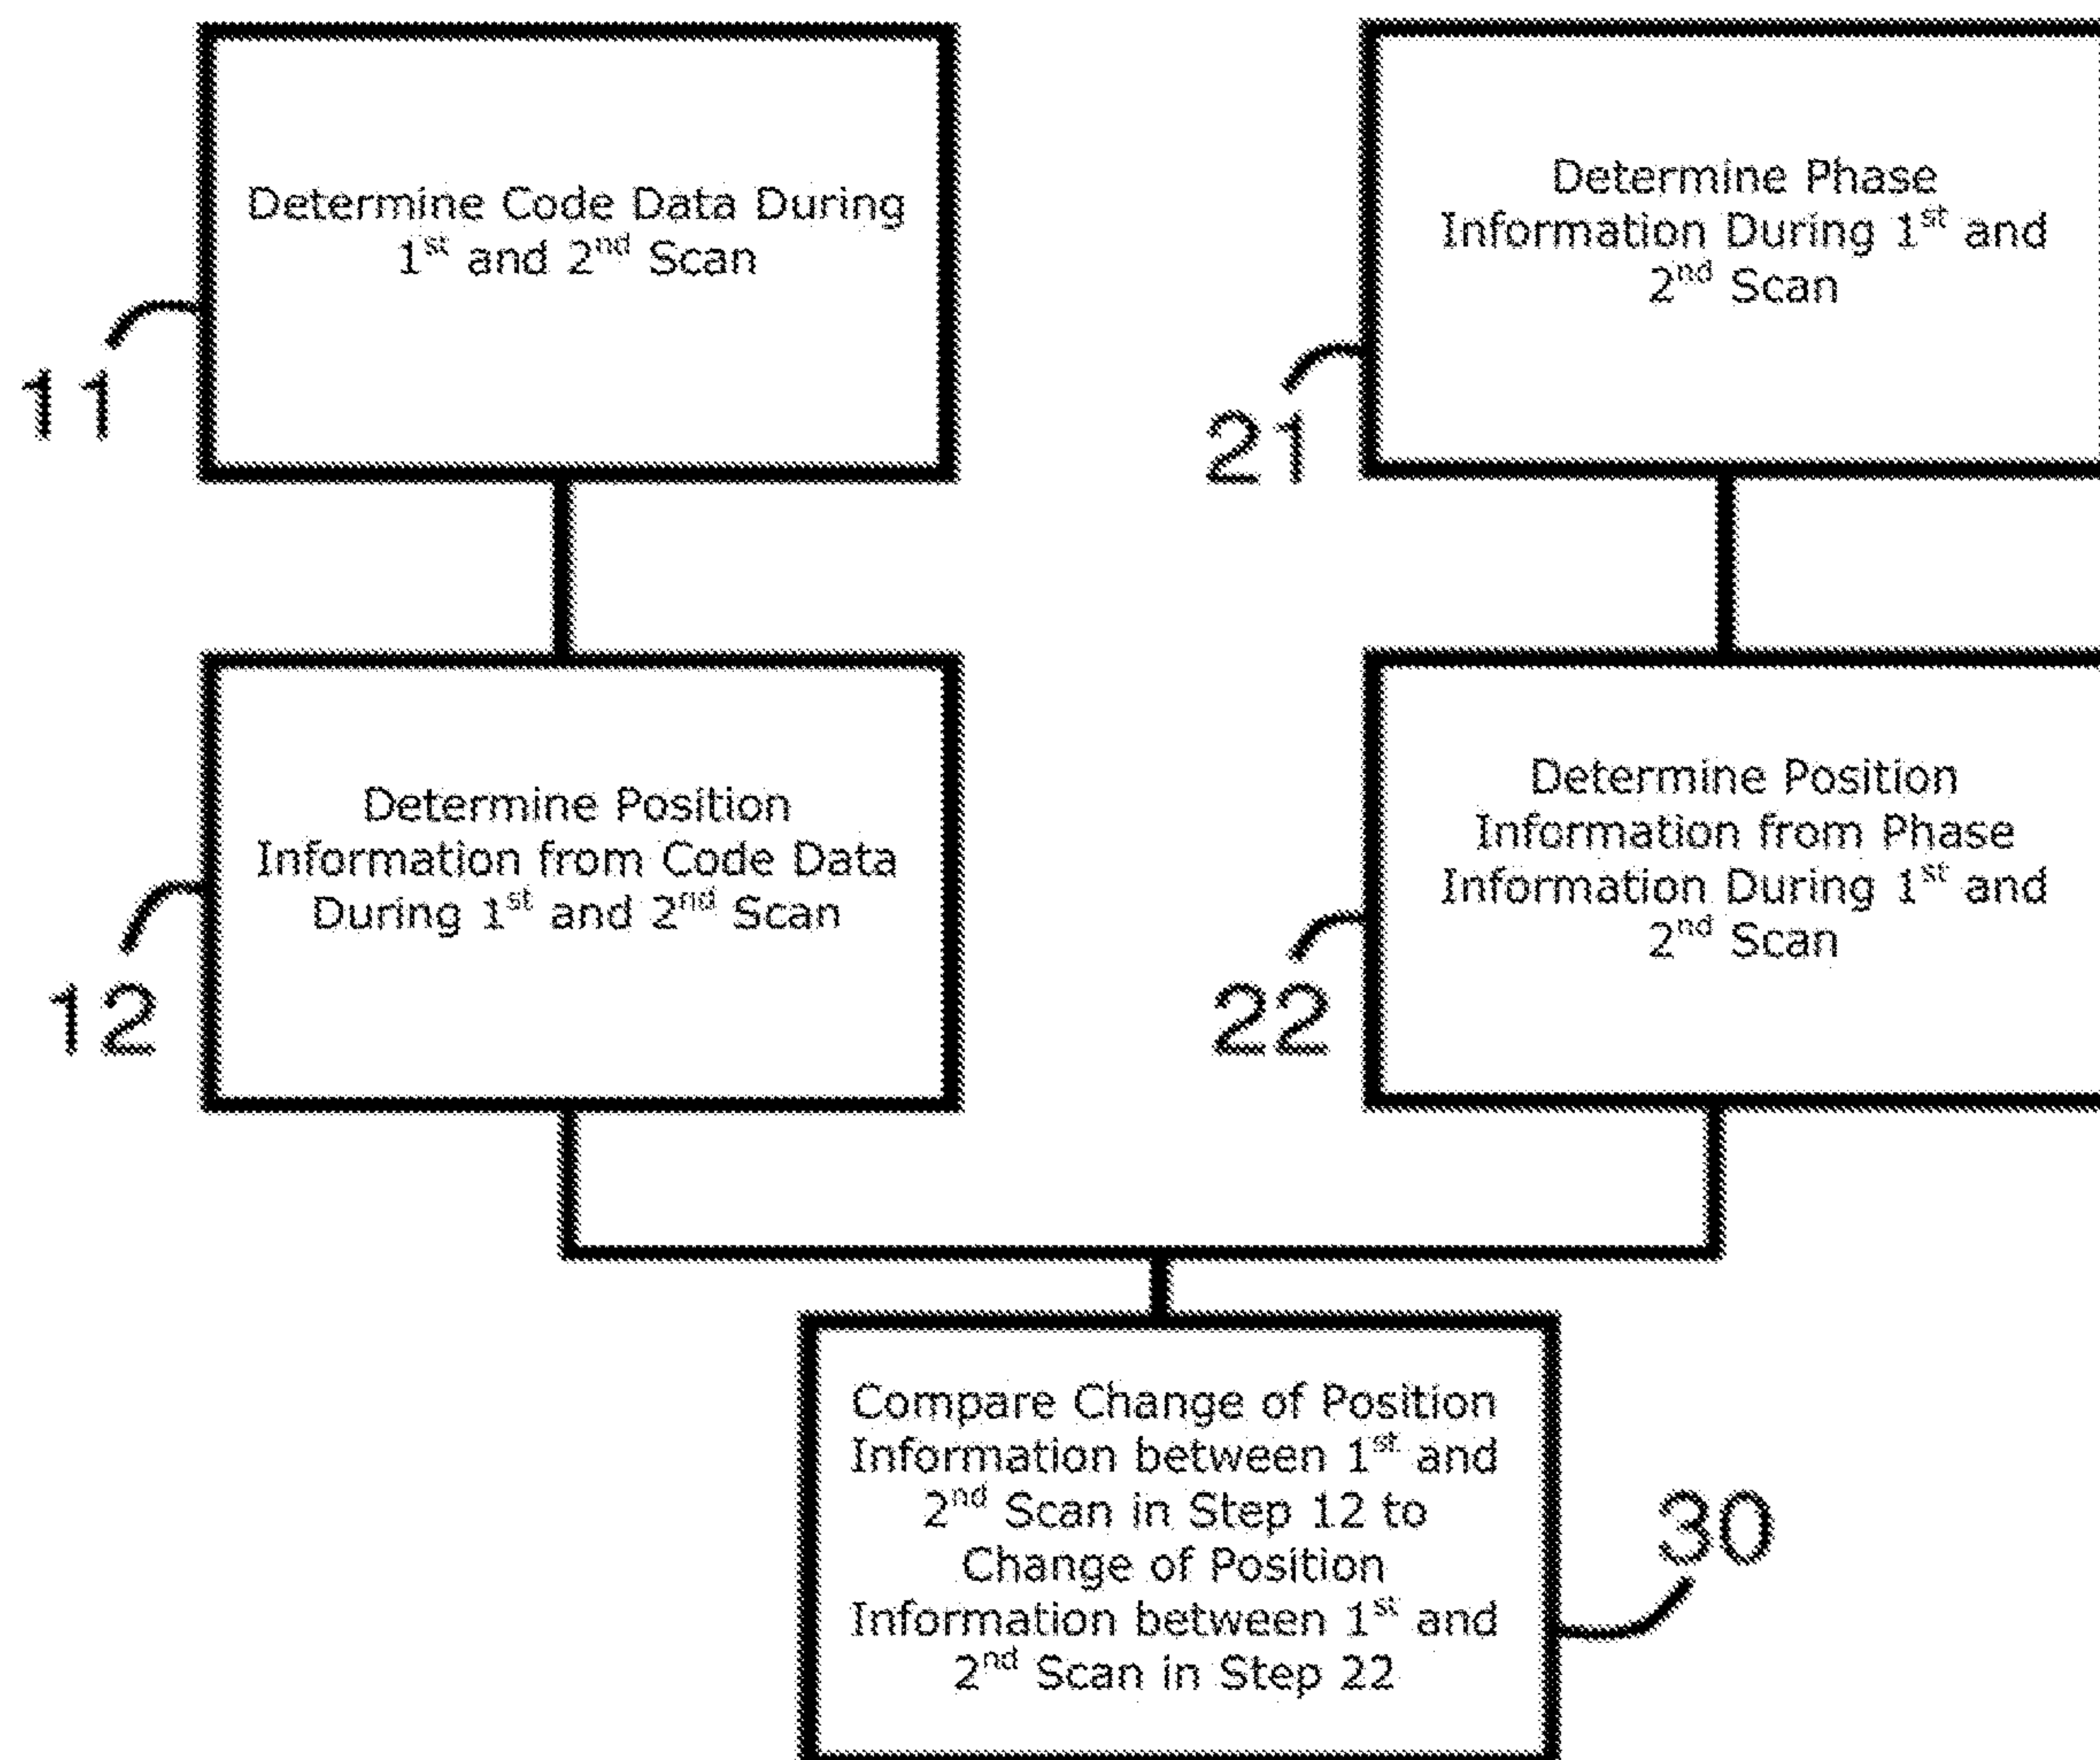 Determine Code Data During
1st and 2nd Scan
11
Determine Phase
Information During 1st and
2nd Scan
21
Determine Position
Information from Code Data
During 1st and 2nd Scan
12
Determine Position
Information from Phase
Information During 1st and
2nd Scan
22
Compare Change of Position
Information between 1st and
2nd Scan in Step 12 to
Change of Position
Information between 1st and
2nd Scan in Step 22
30